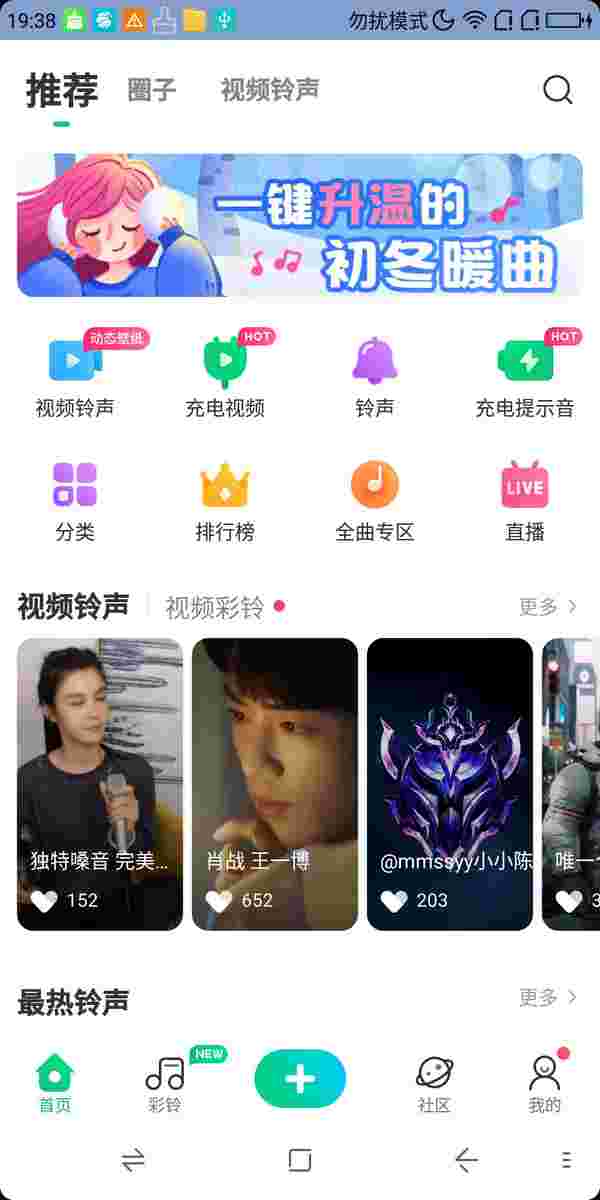 19:38 勿扰模式
推荐 圈子 视频铃声
一键升温的
初冬暖曲
动态壁纸 HOT HOT
视频铃声 充电视频 铃声 充电提示音
LIVE
分类 排行榜 全曲专区 直播
视频铃声 视频彩铃 更多
独特嗓音 完美... 肖战 王一博 @mmssyy小小陈 唯一
152 652 203 3
最热铃声 更多
NEW
首页 彩铃 社区 我的